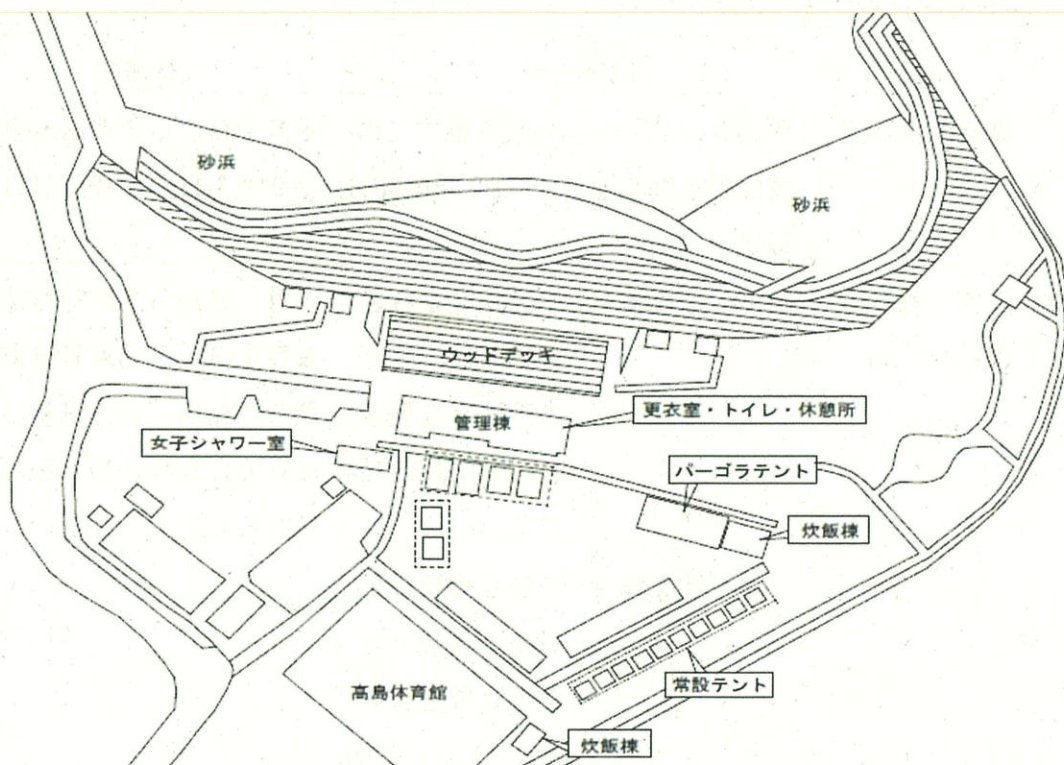 砂浜
砂浜
ウッドデッキ
管理棟
更衣室・トイレ・休憩所
女子シャワー室
パーゴラテント
炊飯棟
常設テント
高島体育館
炊飯棟